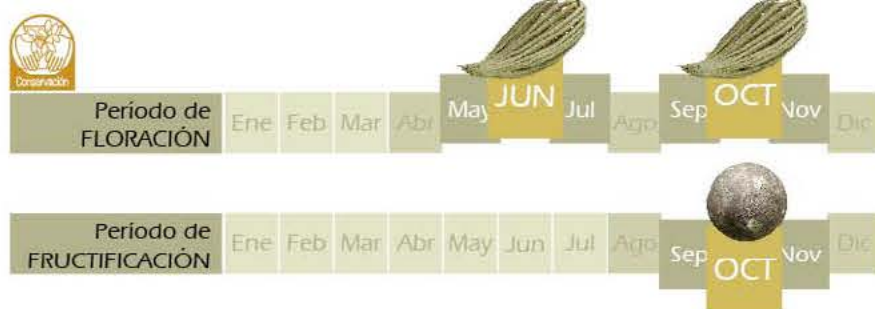 Conservación
Período de
FLORACIÓN
Ene Feb Mar Abr May JUN Jul Ago Sep OCT Nov Dic
Período de
FRUCTIFICACIÓN
Ene Feb Mar Abr May Jun Jul Ago Sep OCT Nov Dic